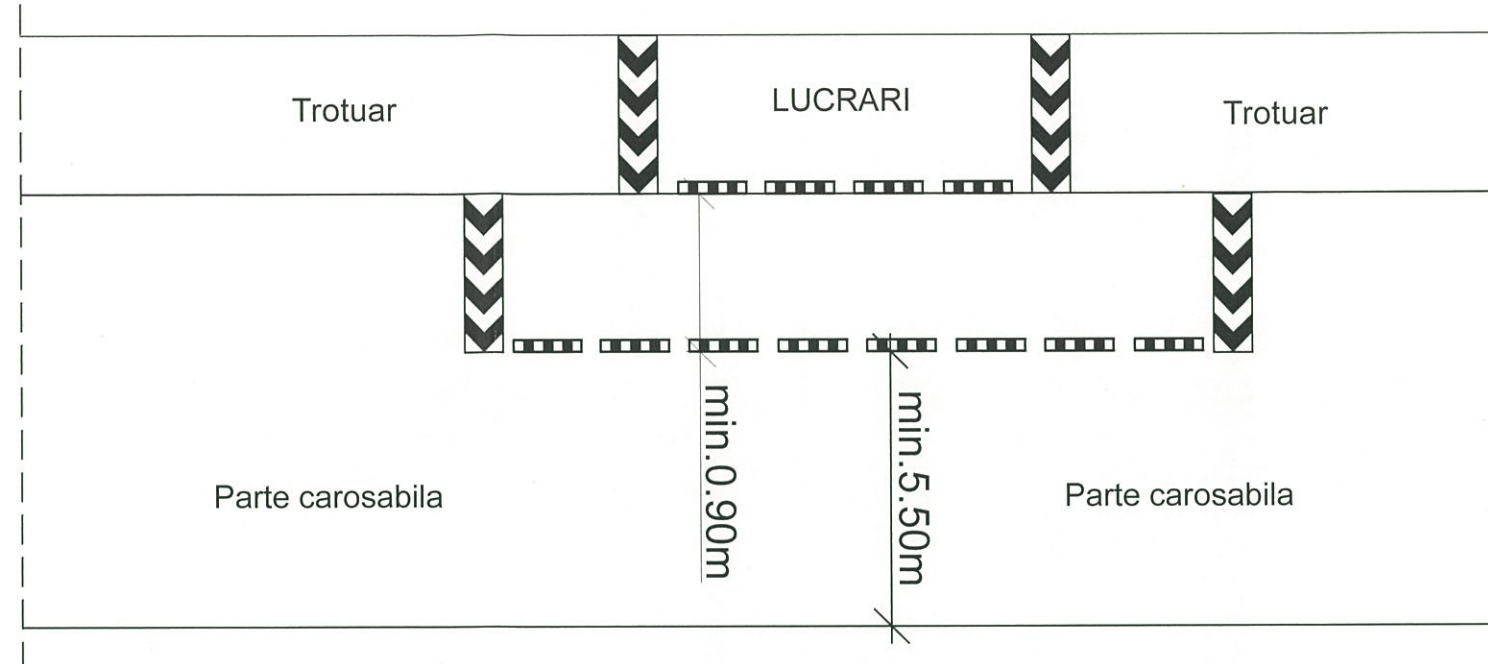 Trotuar
LUCRARI
Trotuar
min.0.90m
min.5.50m
Parte carosabila
Parte carosabila